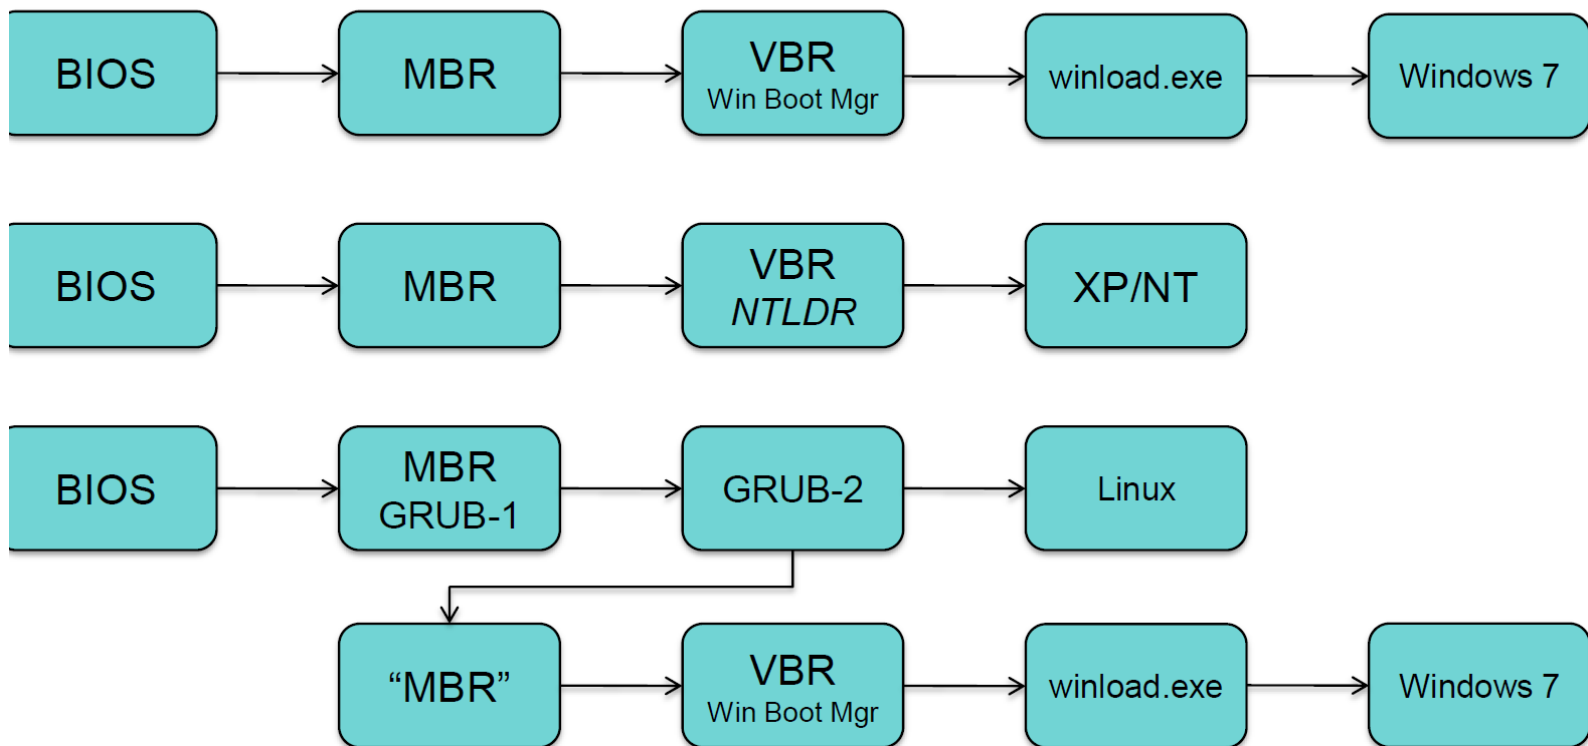 BIOS
MBR
VBR
Win Boot Mgr
winload.exe
Windows 7
BIOS
MBR
VBR
NTLDR
XP/NT
BIOS
MBR
GRUB-1
GRUB-2
Linux
“MBR”
VBR
Win Boot Mgr
winload.exe
Windows 7